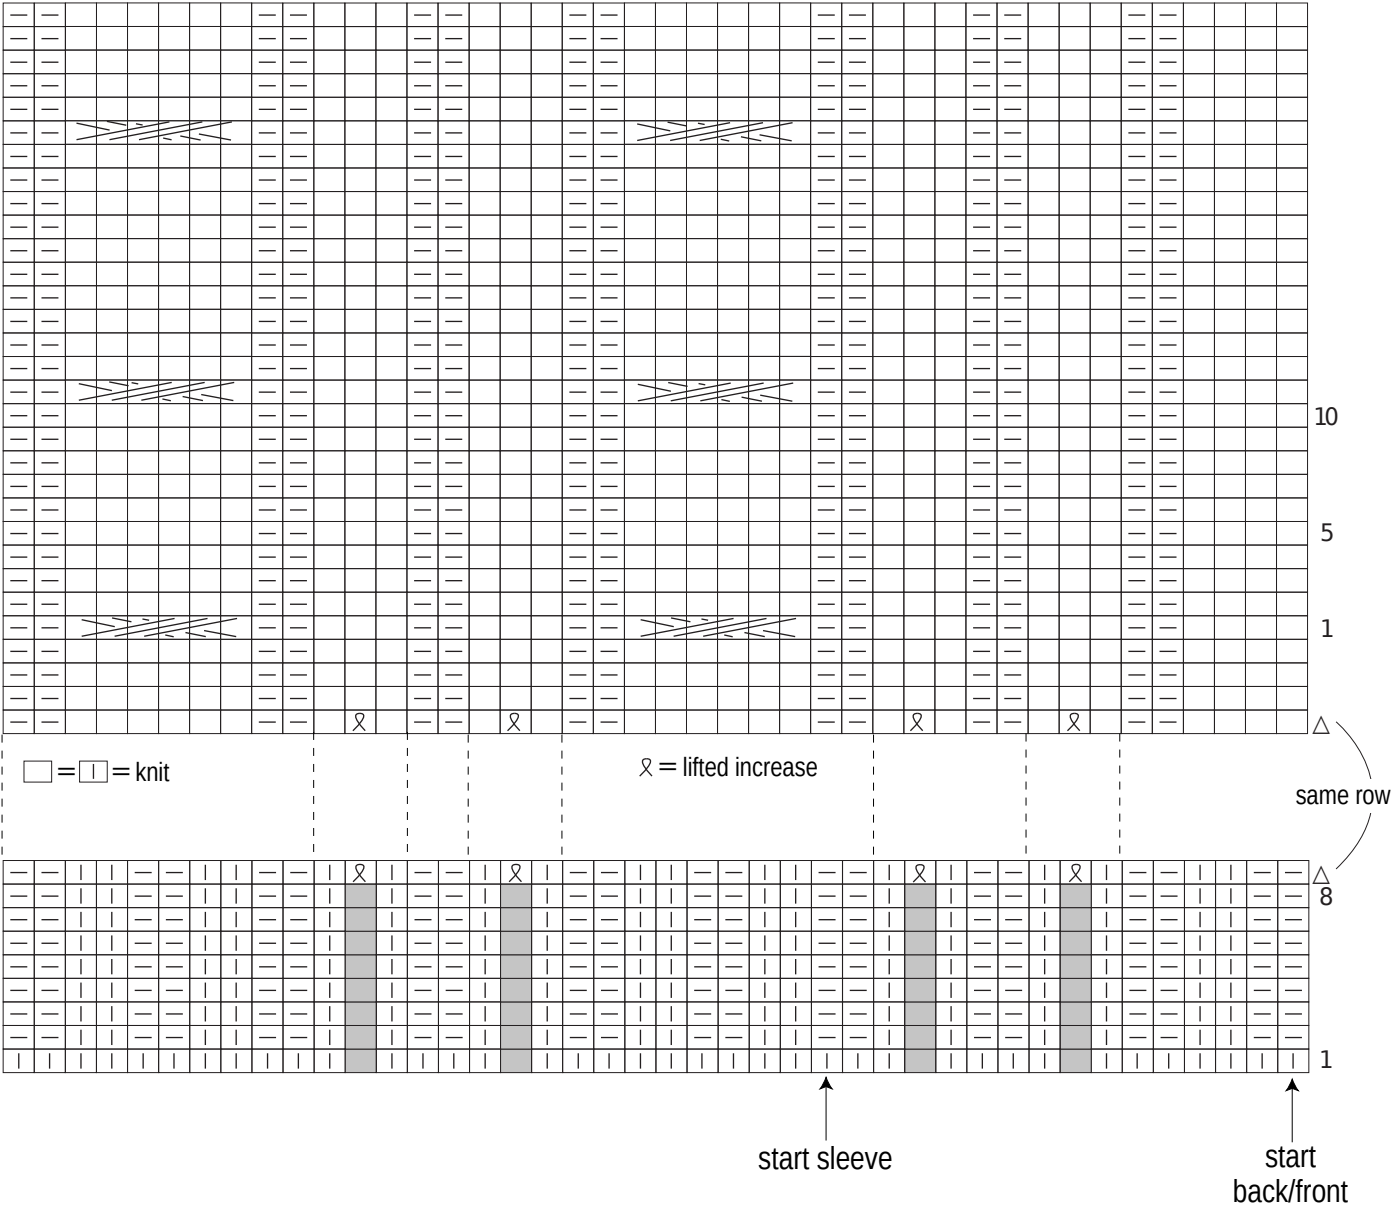 10
5
1
△
☐ = | = knit
= lifted increase
same row
△
8
1
start sleeve
start
back/front